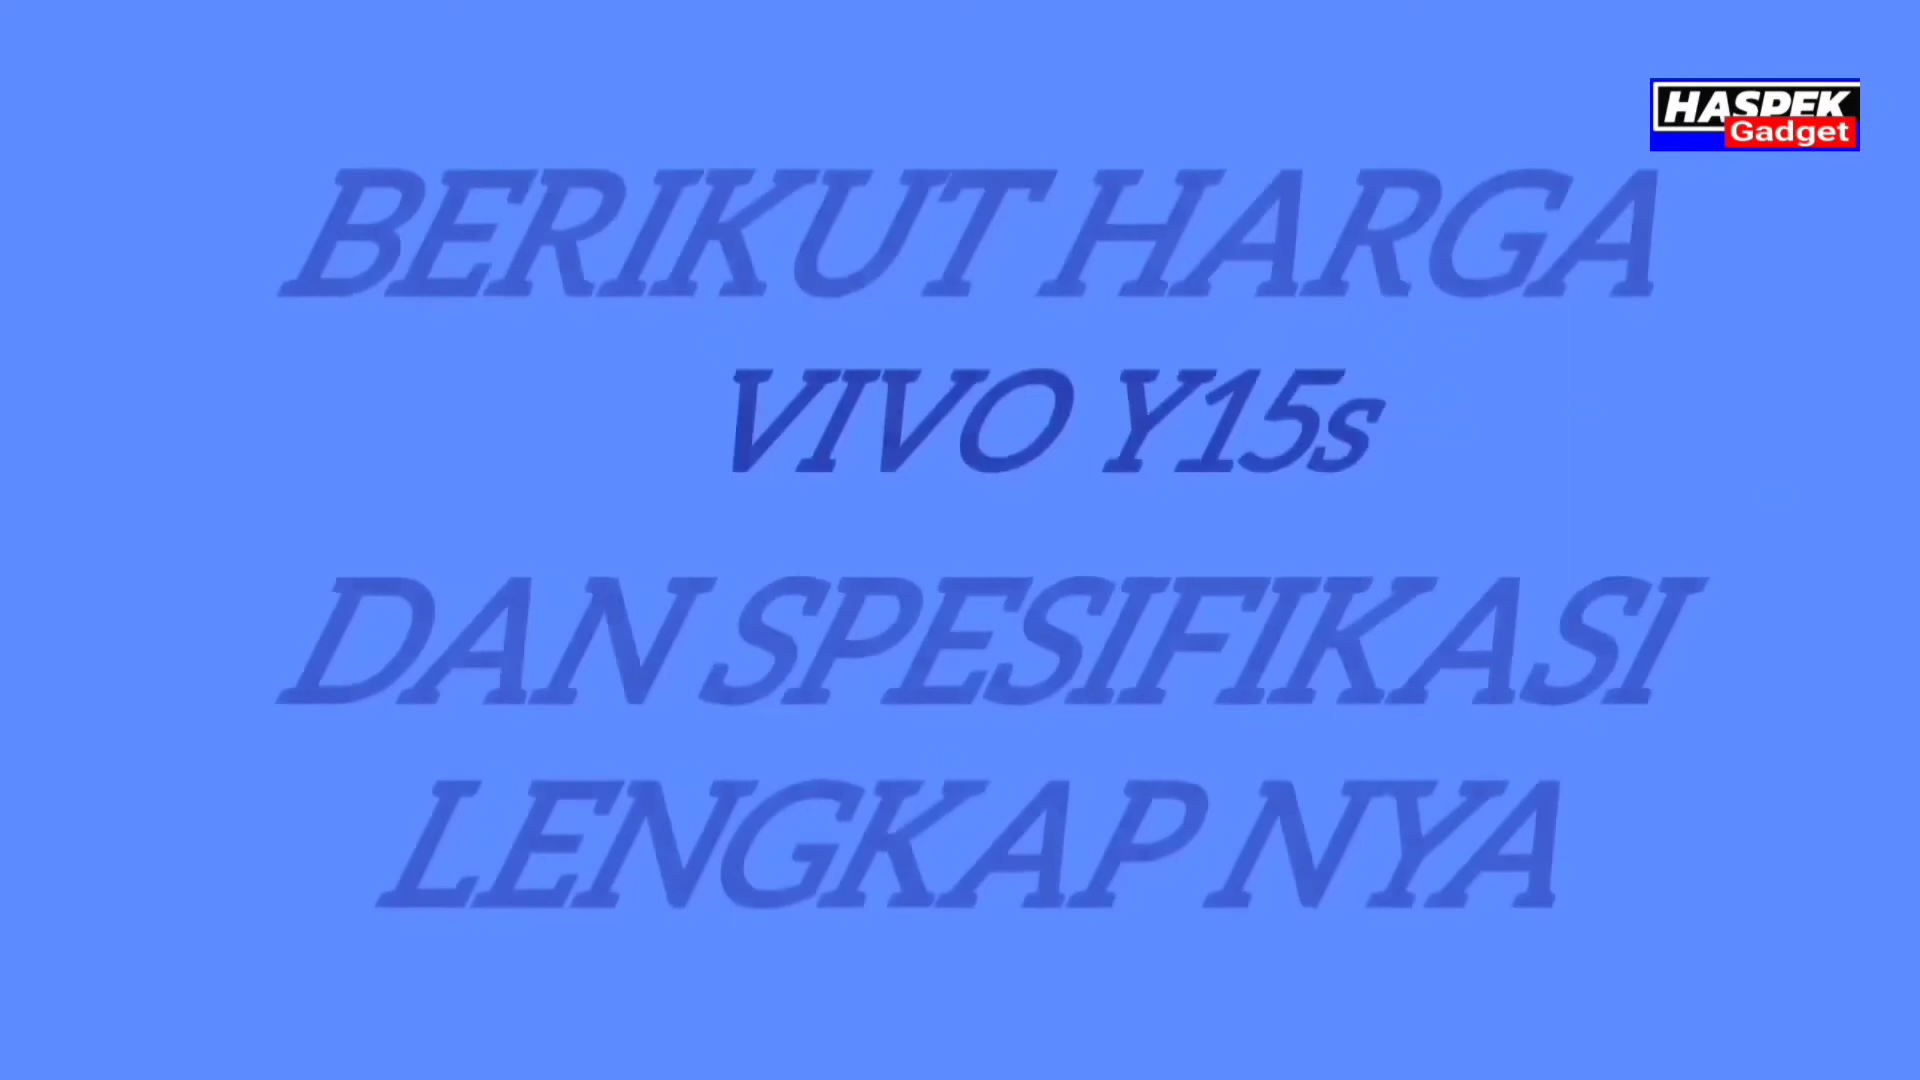 HASPEK
Gadget
BERIKUT HARGA
VIVO Y15s
DAN SPESIFIKASI
LENGKAP NYA